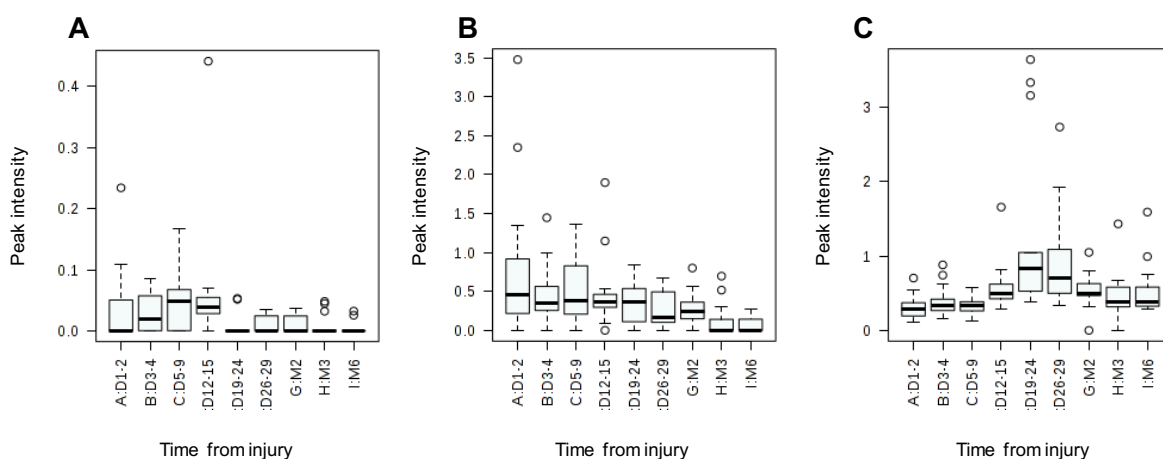 A
B
C
Peak intensity
0.4
0.3
0.2
0.1
0.0
A:D1-2
B:D3-4
C:D5-9
:D12-15
:D19-24
:D26-29
G:M2
H:M3
I:M6
Time from injury
Peak intensity
3.5
3.0
2.5
2.0
1.5
1.0
0.5
0.0
A:D1-2
B:D3-4
C:D5-9
:D12-15
:D19-24
:D26-29
G:M2
H:M3
I:M6
Time from injury
Peak intensity
3
2
1
0
A:D1-2
B:D3-4
C:D5-9
:D12-15
:D19-24
:D26-29
G:M2
H:M3
I:M6
Time from injury